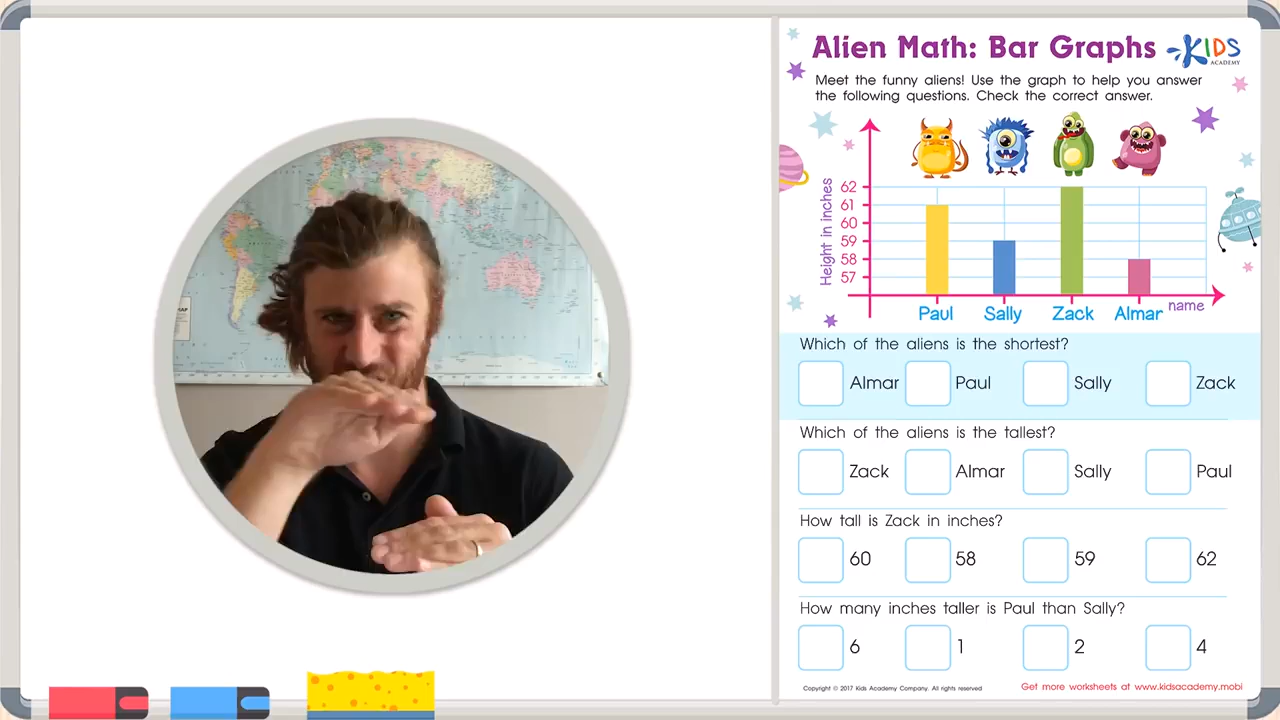 Alien Math: Bar Graphs
KIDS
ACADEMY
Meet the funny aliens! Use the graph to help you answer
the following questions. Check the correct answer.
Height in inches
62
61
60
59
58
57
Paul Sally Zack Almar name
Which of the aliens is the shortest?
Almar Paul Sally Zack
Which of the aliens is the tallest?
Zack Almar Sally Paul
How tall is Zack in inches?
60 58 59 62
How many inches taller is Paul than Sally?
6 1 2 4
Copyright © 2017 Kids Academy Company. All rights reserved
Get more worksheets at www.kidsacademy.mobi